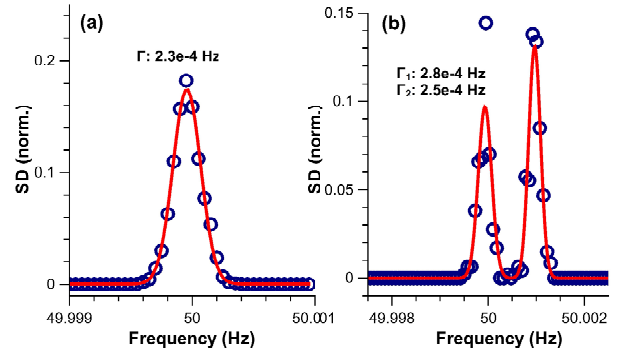 (a)
Γ: 2.3e-4 Hz
SD (norm.)
0.2
0.1
0
49.999
50
50.001
Frequency (Hz)
(b)
Γ1: 2.8e-4 Hz
Γ2: 2.5e-4 Hz
SD (norm.)
0.15
0.1
0.05
0
49.998
50
50.002
Frequency (Hz)